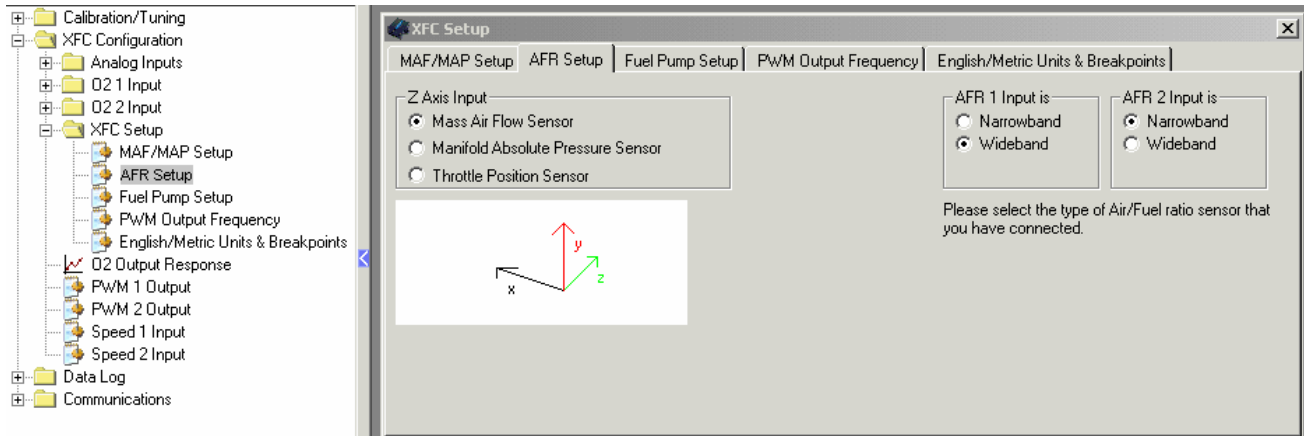 Calibration/Tuning
XFC Configuration
Analog Inputs
O2 1 Input
O2 2 Input
XFC Setup
MAF/MAP Setup
AFR Setup
Fuel Pump Setup
PWM Output Frequency
English/Metric Units & Breakpoints
O2 Output Response
PWM 1 Output
PWM 2 Output
Speed 1 Input
Speed 2 Input
Data Log
Communications
XFC Setup
MAF/MAP Setup AFR Setup Fuel Pump Setup PWM Output Frequency English/Metric Units & Breakpoints
Z Axis Input
Mass Air Flow Sensor
Manifold Absolute Pressure Sensor
Throttle Position Sensor
y
z
x
AFR 1 Input is
Narrowband
Wideband
AFR 2 Input is
Narrowband
Wideband
Please select the type of Air/Fuel ratio sensor that
you have connected.